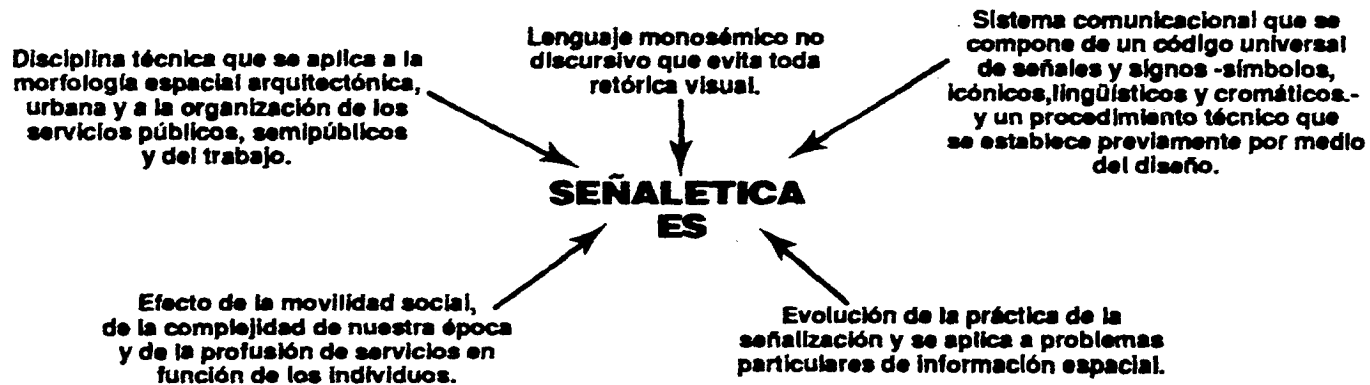 Disciplina técnica que se aplica a la
morfología espacial arquitectónica,
urbana y a la organización de los
servicios públicos, semipúblicos
y del trabajo.
Lenguaje monosémico no
discursivo que evita toda
retórica visual.
Sistema comunicacional que se
compone de un código universal
de señales y signos -símbolos,
icónicos,lingüísticos y cromáticos.-
y un procedimiento técnico que
se establece previamente por medio
del diseño.
SEÑALETICA
ES
Efecto de la movilidad social,
de la complejidad de nuestra época
y de la profusión de servicios en
función de los individuos.
Evolución de la práctica de la
señalización y se aplica a problemas
particulares de información espacial.